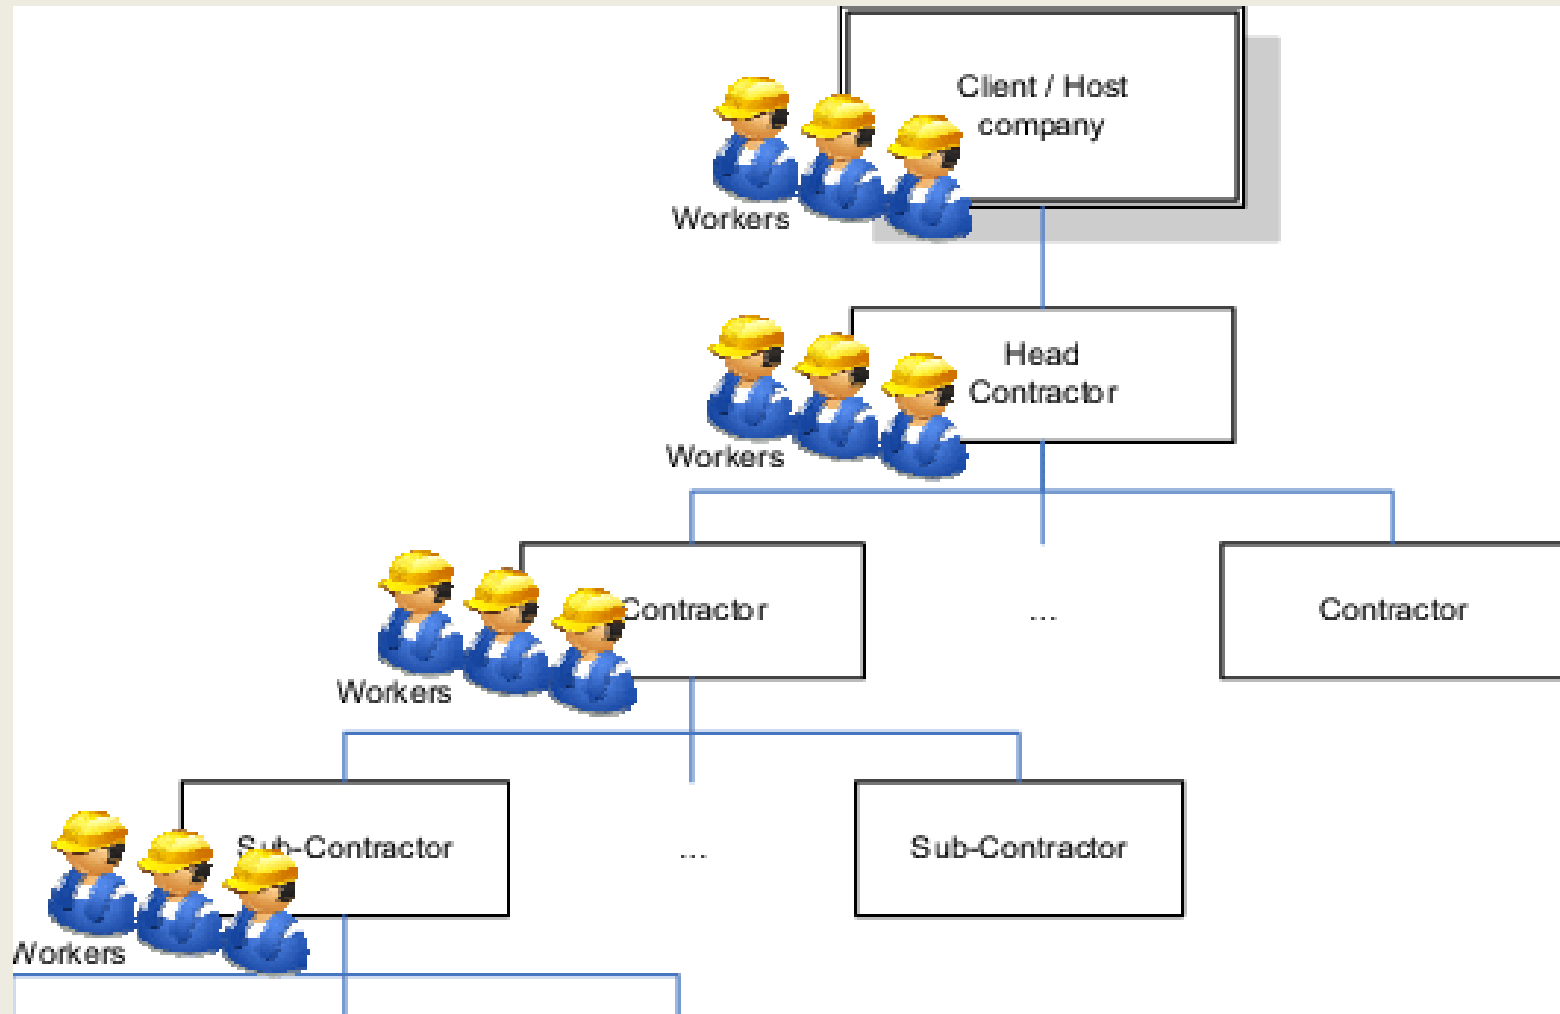 Client / Host
company
Workers
Head
Contractor
Workers
Contractor
...
Contractor
Workers
Sub-Contractor
...
Sub-Contractor
Workers